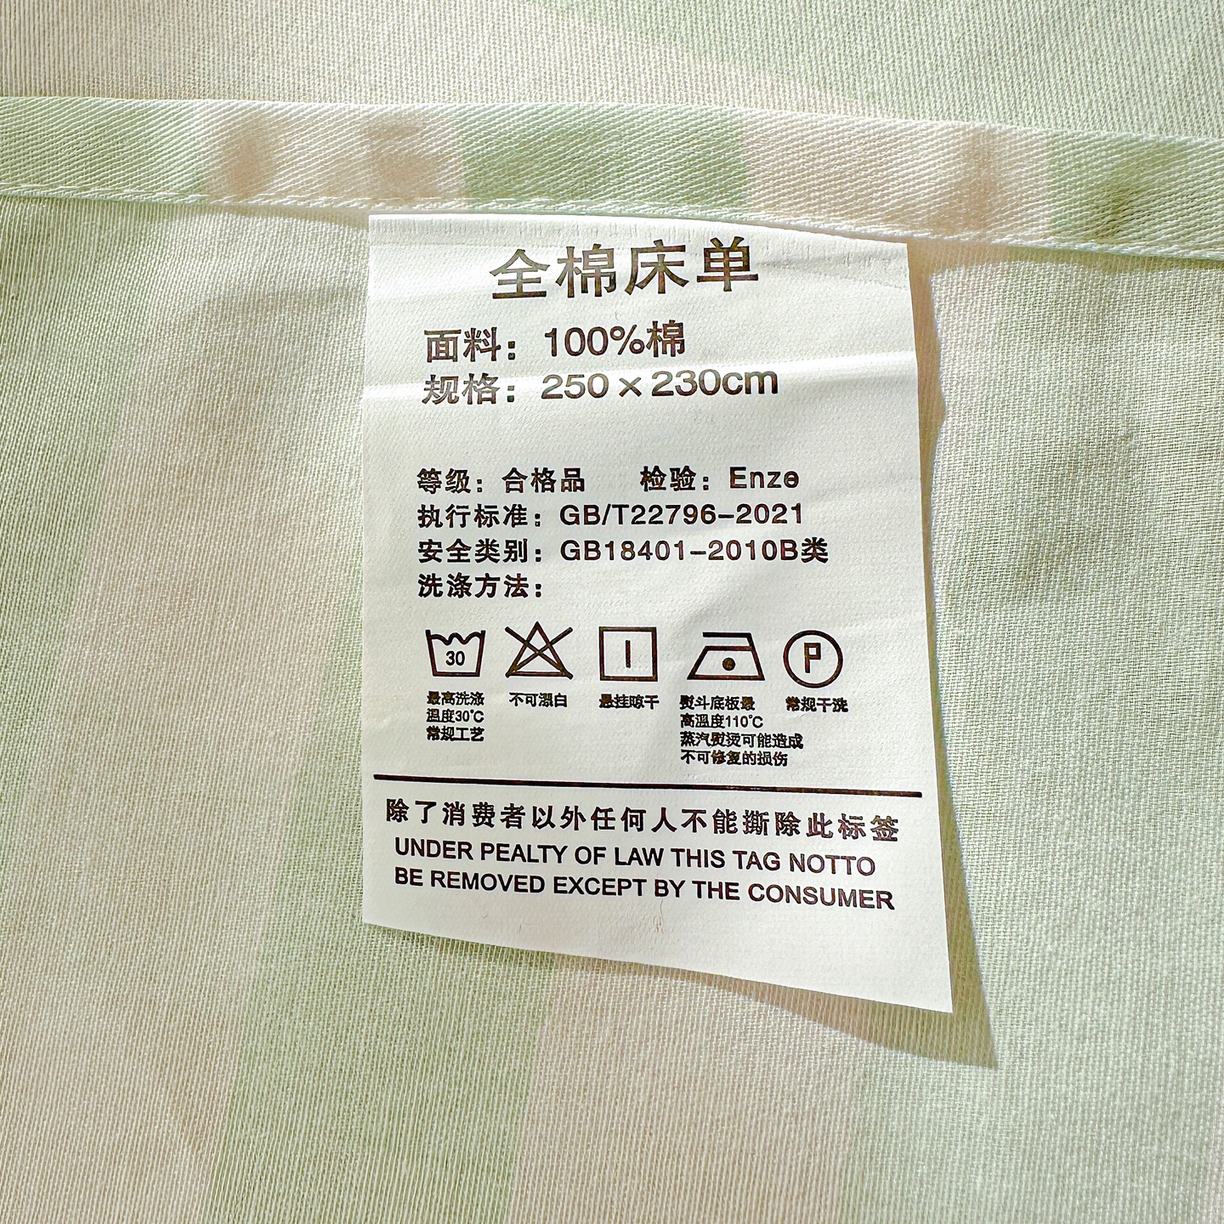 全棉床单
面料：100%棉
规格：250×230cm
等级：合格品 检验：Enze
执行标准：GB/T22796-2021
安全类别：GB18401-2010B类
洗涤方法：
30
P
最高洗涤
温度30℃
常规工艺
不可漂白
悬挂晾干
熨斗底板最
高温度110℃
蒸汽熨烫可能造成
不可修复的损伤
常规干洗
除了消费者以外任何人不能撕除此标签
UNDER PEALTY OF LAW THIS TAG NOTTO
BE REMOVED EXCEPT BY THE CONSUMER